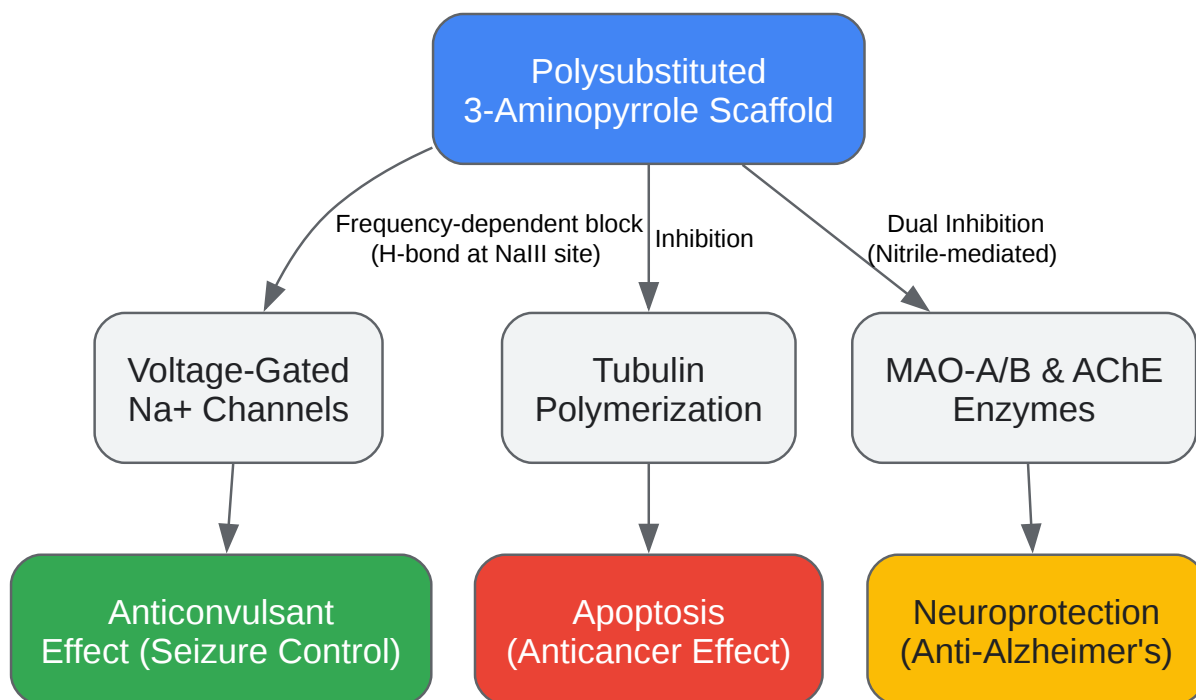 Polysubstituted
3-Aminopyrrole Scaffold
Frequency-dependent block
(H-bond at NaIII site)
Inhibition
Dual Inhibition
(Nitrile-mediated)
Voltage-Gated
Na+ Channels
Tubulin
Polymerization
MAO-A/B & AChE
Enzymes
Anticonvulsant
Effect (Seizure Control)
Apoptosis
(Anticancer Effect)
Neuroprotection
(Anti-Alzheimer's)